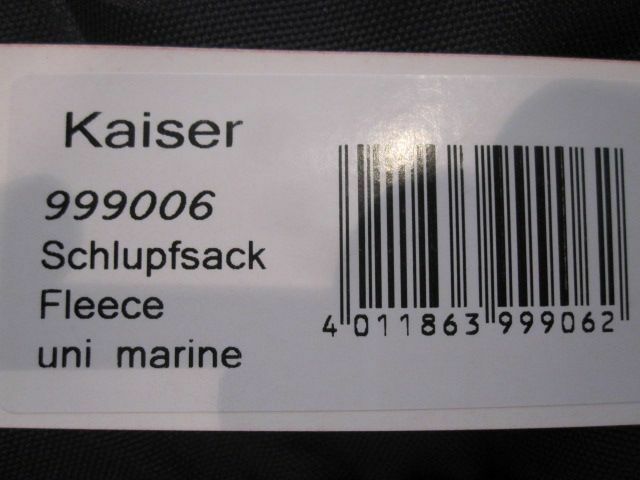 Kaiser
999006
Schlupfsack
Fleece
uni marine
4 011863 999062